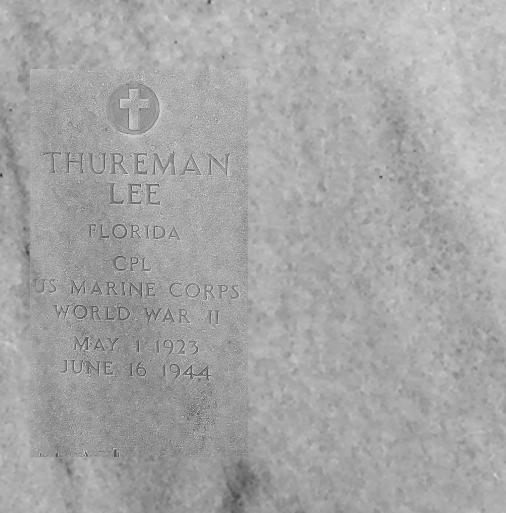 THUREMAN
LEE
FLORIDA
CPL
US MARINE CORPS
WORLD WAR II
MAY 1 1923
JUNE 16 1944